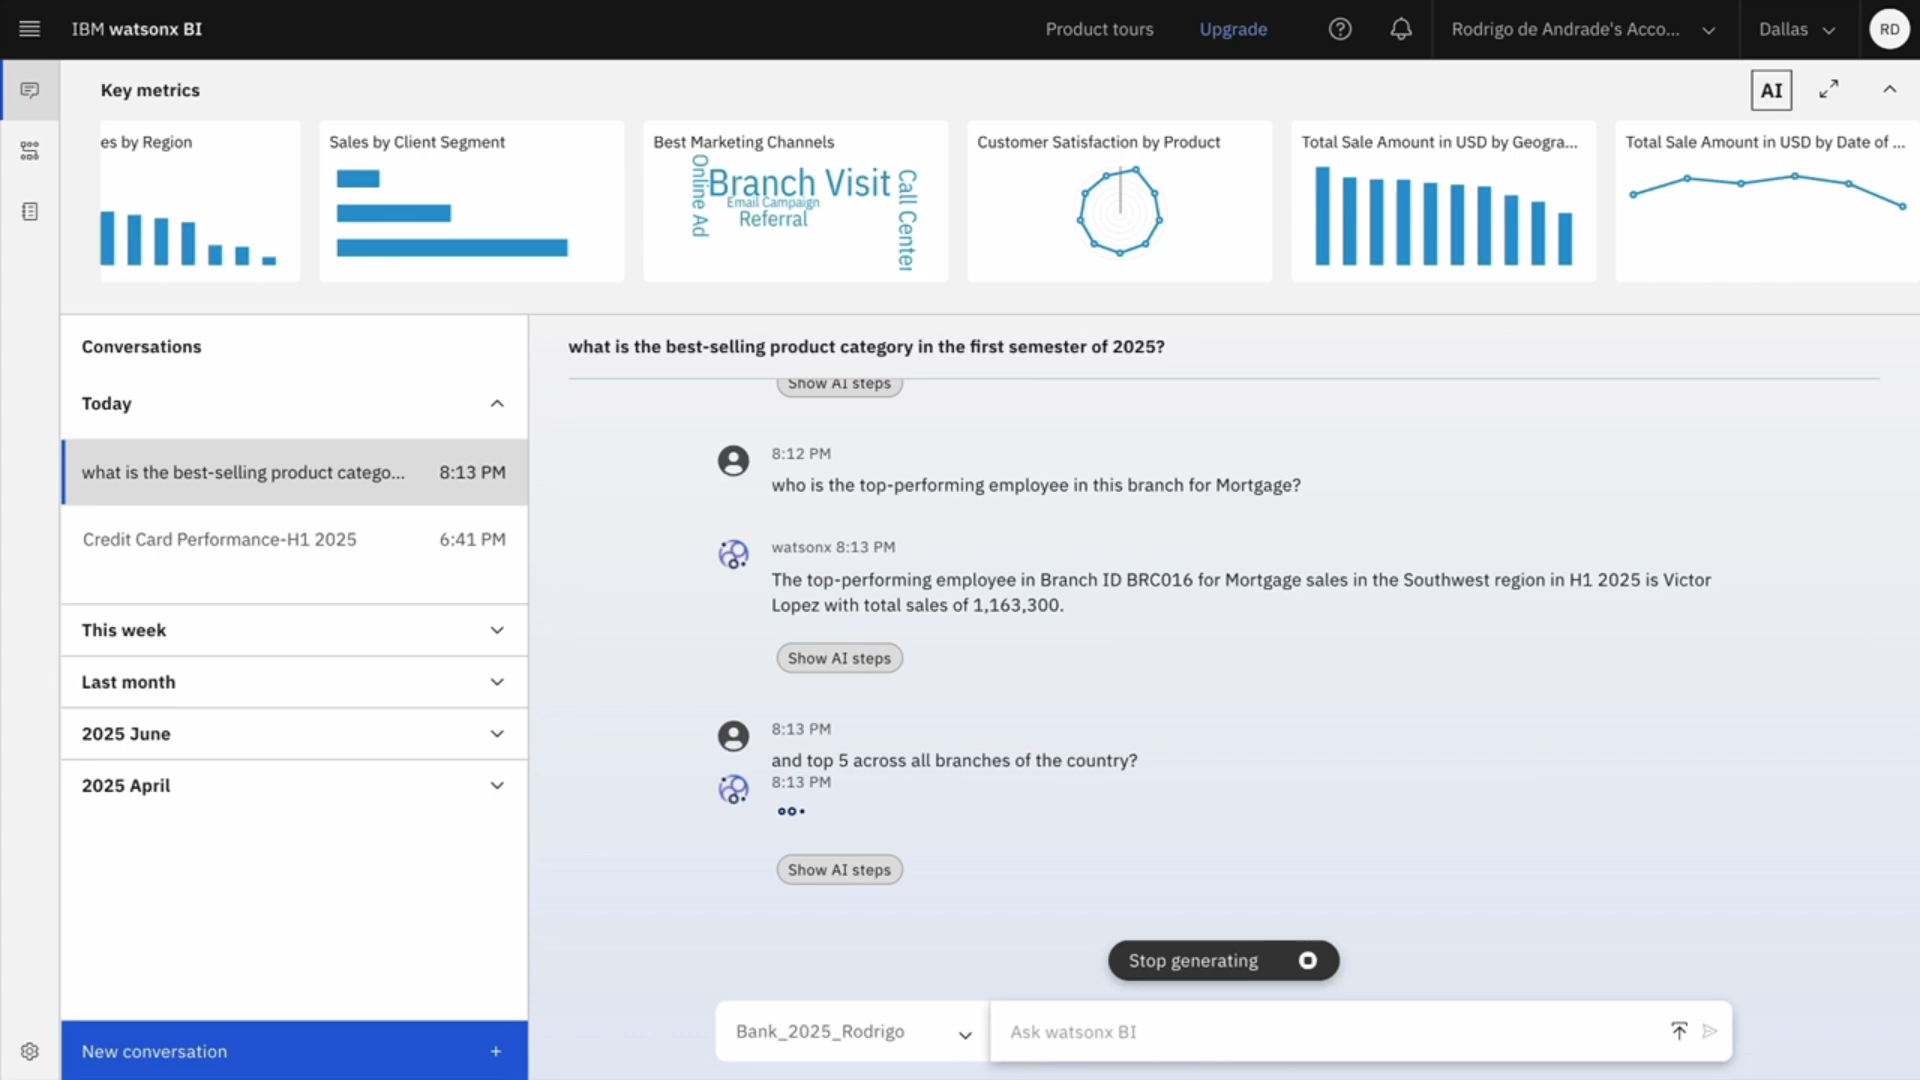 IBM watsonx BI
Product tours
Upgrade
Rodrigo de Andrade's Acco...
Dallas
RD
Key metrics
AI
es by Region
Sales by Client Segment
Best Marketing Channels
Online Ad
Branch Visit
Email Campaign
Referral
Call Center
Customer Satisfaction by Product
Total Sale Amount in USD by Geogra...
Total Sale Amount in USD by Date of ...
Conversations
Today
what is the best-selling product catego... 8:13 PM
Credit Card Performance-H1 2025 6:41 PM
This week
Last month
2025 June
2025 April
New conversation +
what is the best-selling product category in the first semester of 2025?
Show AI steps
8:12 PM
who is the top-performing employee in this branch for Mortgage?
watsonx 8:13 PM
The top-performing employee in Branch ID BRC016 for Mortgage sales in the Southwest region in H1 2025 is Victor
Lopez with total sales of 1,163,300.
Show AI steps
8:13 PM
and top 5 across all branches of the country?
8:13 PM
Show AI steps
Stop generating
Bank_2025_Rodrigo
Ask watsonx BI